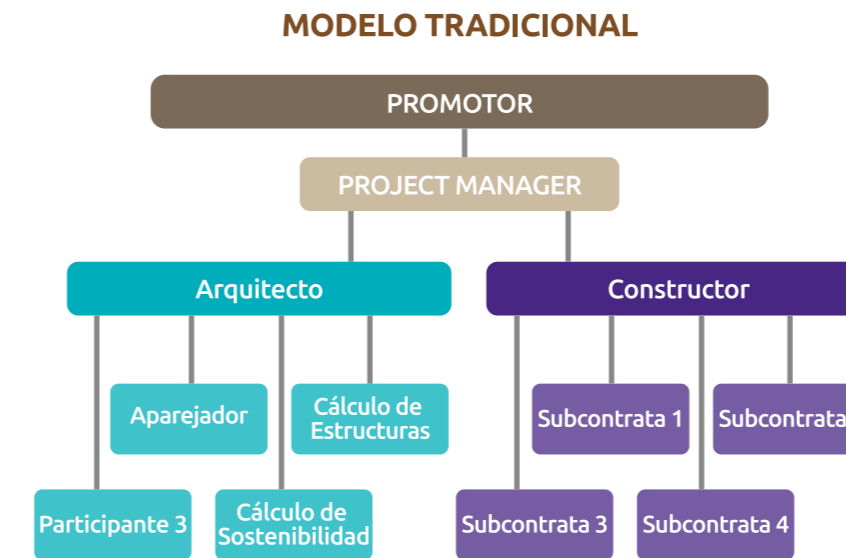 MODELO TRADICIONAL
PROMOTOR
PROJECT MANAGER
Arquitecto
Constructor
Aparejador
Cálculo de
Estructuras
Subcontrata 1
Subcontrata
Participante 3
Cálculo de
Sostenibilidad
Subcontrata 3
Subcontrata 4